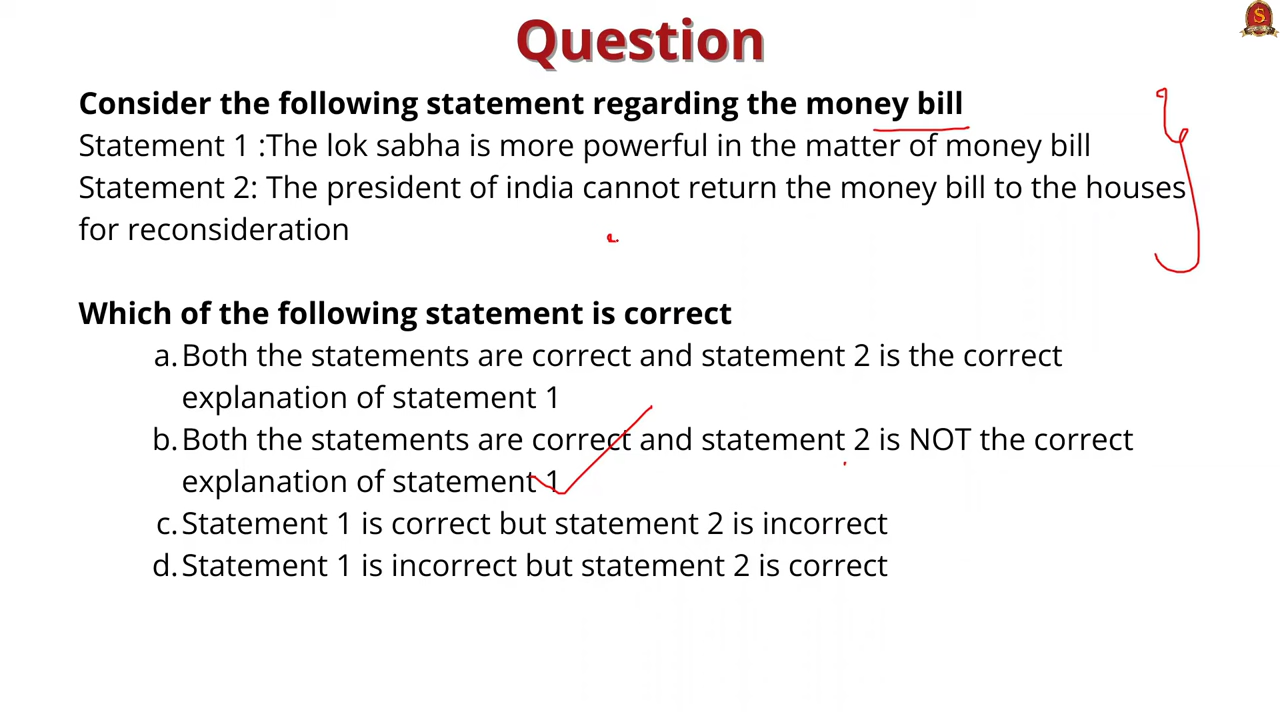 Question
Consider the following statement regarding the money bill
Statement 1 :The lok sabha is more powerful in the matter of money bill
Statement 2: The president of india cannot return the money bill to the houses
for reconsideration
Which of the following statement is correct
a. Both the statements are correct and statement 2 is the correct
explanation of statement 1
b. Both the statements are correct and statement 2 is NOT the correct
explanation of statement 1
c. Statement 1 is correct but statement 2 is incorrect
d. Statement 1 is incorrect but statement 2 is correct